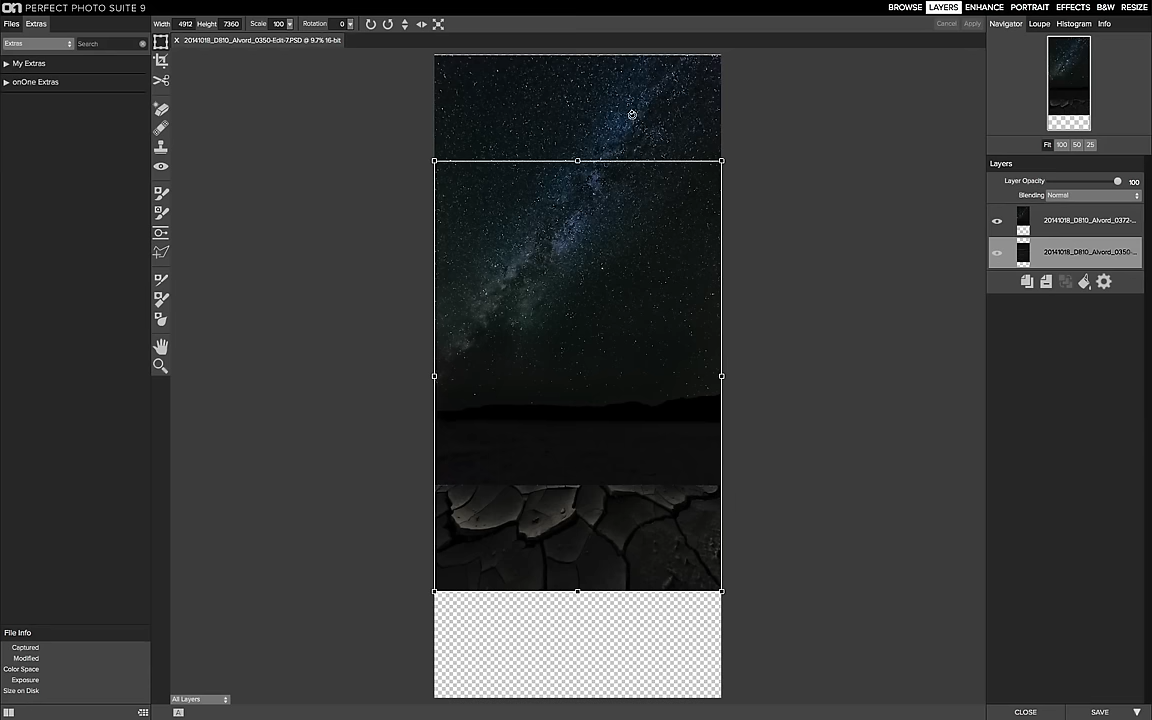 on PERFECT PHOTO SUITE 9
BROWSE LAYERS ENHANCE PORTRAIT EFFECTS B&W RESIZE
Files Extras
Width 4912 Height 7360 Scale 100 Rotation 0
Cancel Apply
Navigator Loupe Histogram Info
Extras Search
20141018_D810_Alvord_0350-Edit-7.PSD @ 9.7% 16-bit
My Extras
onOne Extras
Fit 100 50 25
Layers
Layer Opacity 100
Blending Normal
20141018_D810_Alvord_0372-...
20141018_D810_Alvord_0350-...
File Info
Captured
Modified
Color Space
Exposure
Size on Disk
All Layers
A
CLOSE SAVE